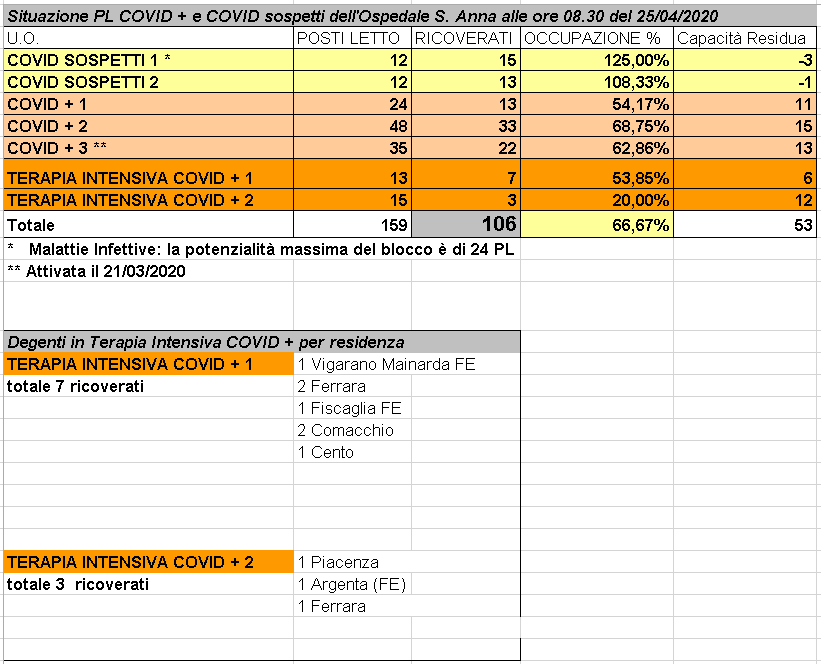 Situazione PL COVID + e COVID sospetti dell'Ospedale S. Anna alle ore 08.30 del 25/04/2020
U.O. POSTI LETTO RICOVERATI OCCUPAZIONE % Capacità Residua
COVID SOSPETTI 1 * 12 15 125,00% -3
COVID SOSPETTI 2 12 13 108,33% -1
COVID + 1 24 13 54,17% 11
COVID + 2 48 33 68,75% 15
COVID + 3 ** 35 22 62,86% 13
TERAPIA INTENSIVA COVID + 1 13 7 53,85% 6
TERAPIA INTENSIVA COVID + 2 15 3 20,00% 12
Totale 159 106 66,67% 53
* Malattie Infettive: la potenzialità massima del blocco è di 24 PL
** Attivata il 21/03/2020
Degenti in Terapia Intensiva COVID + per residenza
TERAPIA INTENSIVA COVID + 1 1 Vigarano Mainarda FE
totale 7 ricoverati 2 Ferrara
1 Fiscaglia FE
2 Comacchio
1 Cento
TERAPIA INTENSIVA COVID + 2 1 Piacenza
totale 3 ricoverati 1 Argenta (FE)
1 Ferrara